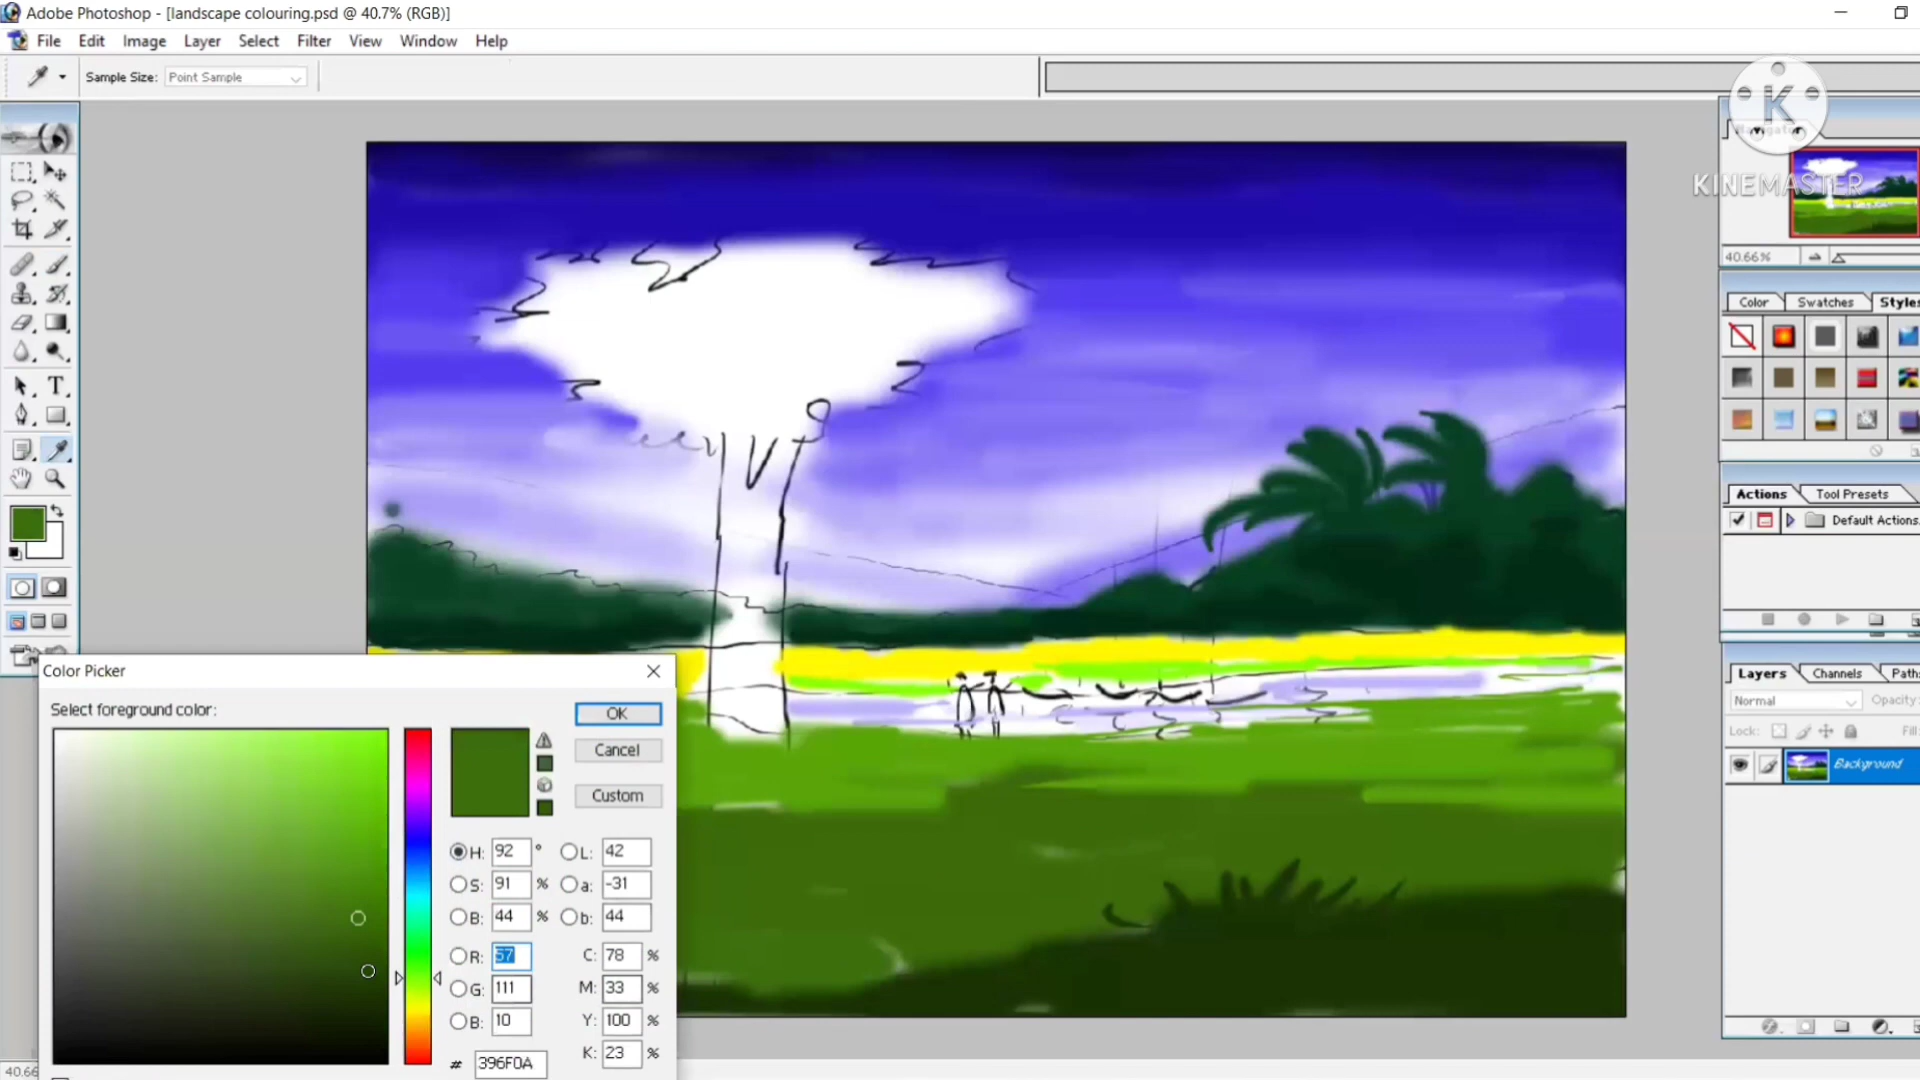 Adobe Photoshop - [landscape colouring.psd @ 40.7% (RGB)]
File Edit Image Layer Select Filter View Window Help
Sample Size: Point Sample
K
KINEMASTER
Navigator
40.66%
Color Swatches Styles
T
Actions Tool Presets
Default Actions.
Layers Channels Paths
Normal Opacity:
Lock: Fill:
Background
Color Picker
Select foreground color:
OK
Cancel
Custom
H: 92 ° L: 42
S: 91 % a: -31
B: 44 % b: 44
R: 57 C: 78 %
G: 111 M: 33 %
B: 10 Y: 100 %
K: 23 %
# 396F0A
40.66